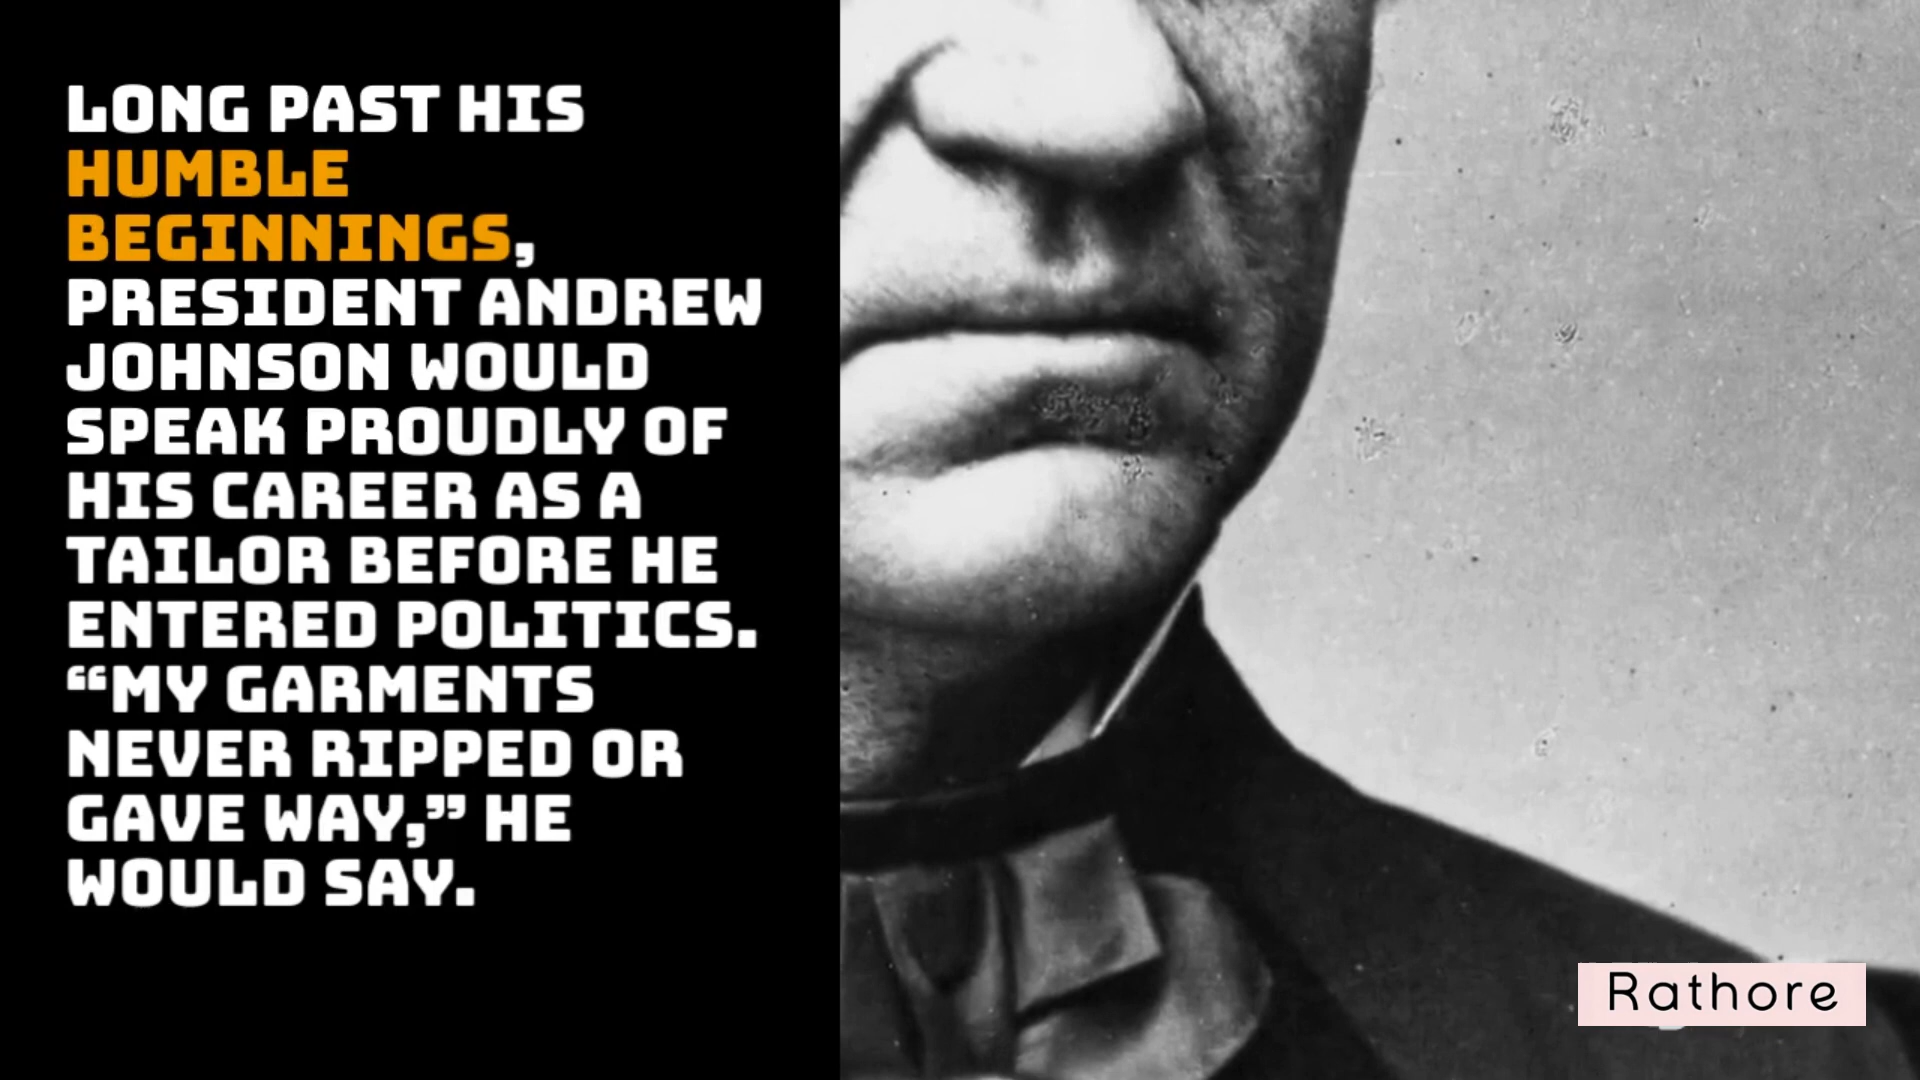 LONG PAST HIS
HUMBLE
BEGINNINGS,
PRESIDENT ANDREW
JOHNSON WOULD
SPEAK PROUDLY OF
HIS CAREER AS A
TAILOR BEFORE HE
ENTERED POLITICS.
“MY GARMENTS
NEVER RIPPED OR
GAVE WAY,” HE
WOULD SAY.
Rathore